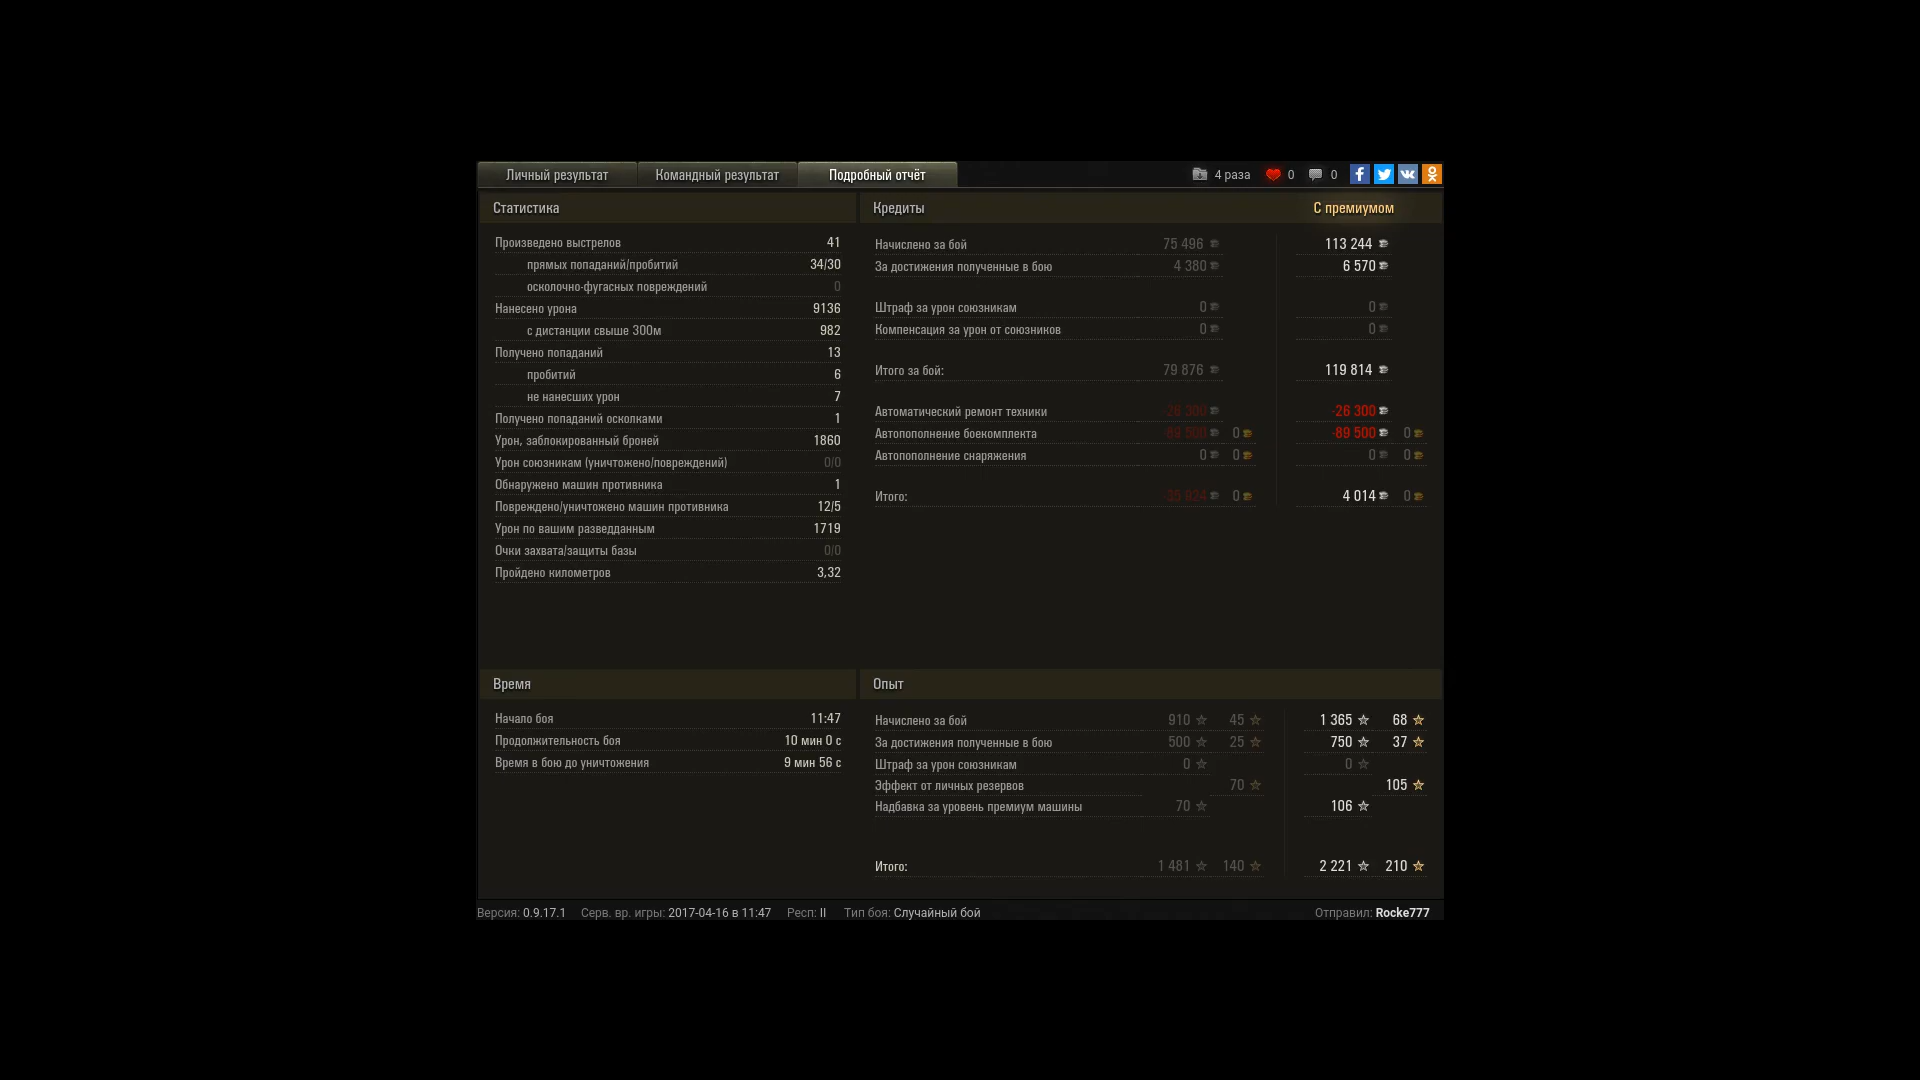 Личный результат Командный результат Подробный отчёт 4 раза 0 0
Статистика
Произведено выстрелов 41
прямых попаданий/пробитий 34/30
осколочно-фугасных повреждений 0
Нанесено урона 9136
с дистанции свыше 300м 982
Получено попаданий 13
пробитий 6
не нанесших урон 7
Получено попаданий осколками 1
Урон, заблокированный броней 1860
Урон союзникам (уничтожено/повреждений) 0/0
Обнаружено машин противника 1
Повреждено/уничтожено машин противника 12/5
Урон по вашим разведданным 1719
Очки захвата/защиты базы 0/0
Пройдено километров 3,32
Кредиты С премиумом
Начислено за бой 75 496 113 244
За достижения полученные в бою 4 380 6 570
Штраф за урон союзникам 0 0
Компенсация за урон от союзников 0 0
Итого за бой: 79 876 119 814
Автоматический ремонт техники -26 300 -26 300
Автопополнение боекомплекта -89 500 0 -89 500 0
Автопополнение снаряжения 0 0 0 0
Итого: -35 924 0 4 014 0
Время
Начало боя 11:47
Продолжительность боя 10 мин 0 с
Время в бою до уничтожения 9 мин 56 с
Опыт
Начислено за бой 910 45 1 365 68
За достижения полученные в бою 500 25 750 37
Штраф за урон союзникам 0 0
Эффект от личных резервов 70 105
Надбавка за уровень премиум машины 70 106
Итого: 1 481 140 2 221 210
Версия: 0.9.17.1 Серв. вр. игры: 2017-04-16 в 11:47 Респ: II Тип боя: Случайный бой Отправил: Rocke777